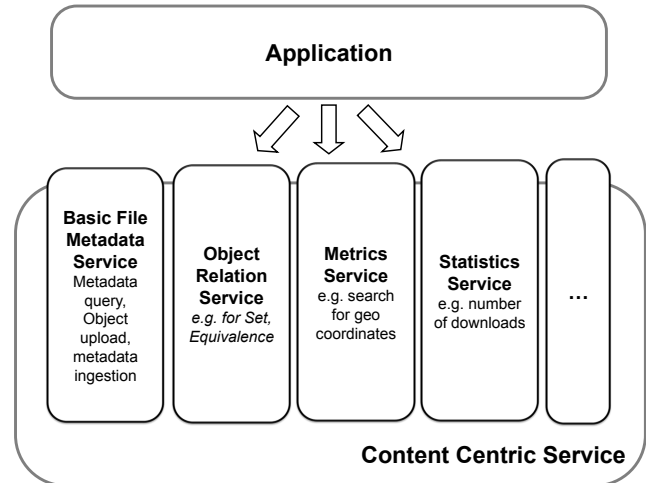 Application
Basic File
Metadata
Service
Metadata
query,
Object
upload,
metadata
ingestion
Object
Relation
Service
e.g. for Set,
Equivalence
Metrics
Service
e.g. search
for geo
coordinates
Statistics
Service
e.g. number
of downloads
...
Content Centric Service